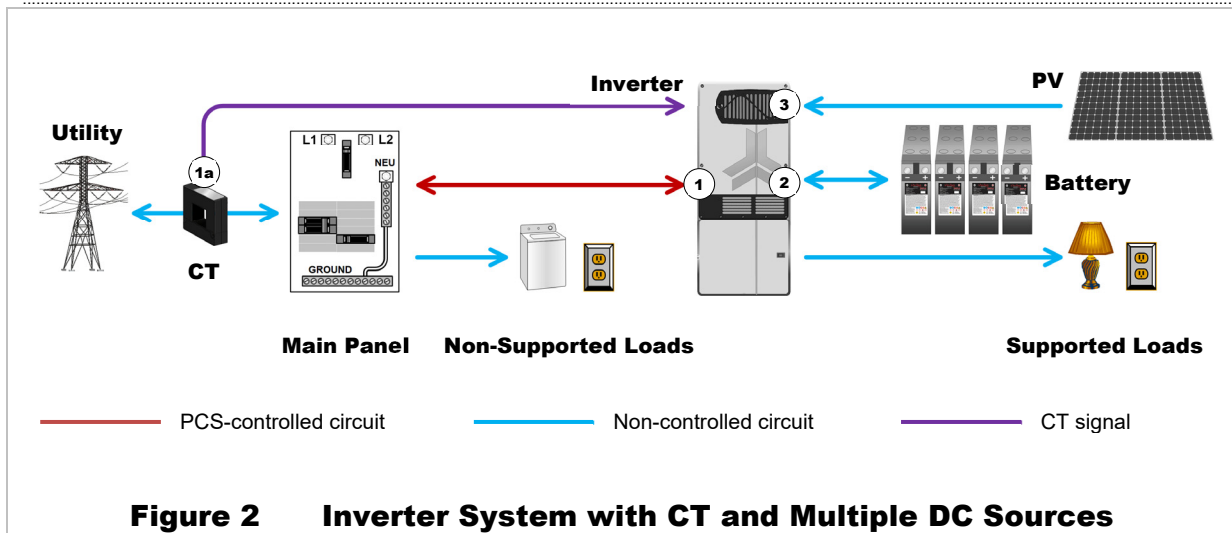 Inverter
PV
Utility
3
L1
L2
NEU
1a
1
2
Battery
CT
GROUND
Main Panel
Non-Supported Loads
Supported Loads
PCS-controlled circuit
Non-controlled circuit
CT signal
Figure 2 Inverter System with CT and Multiple DC Sources